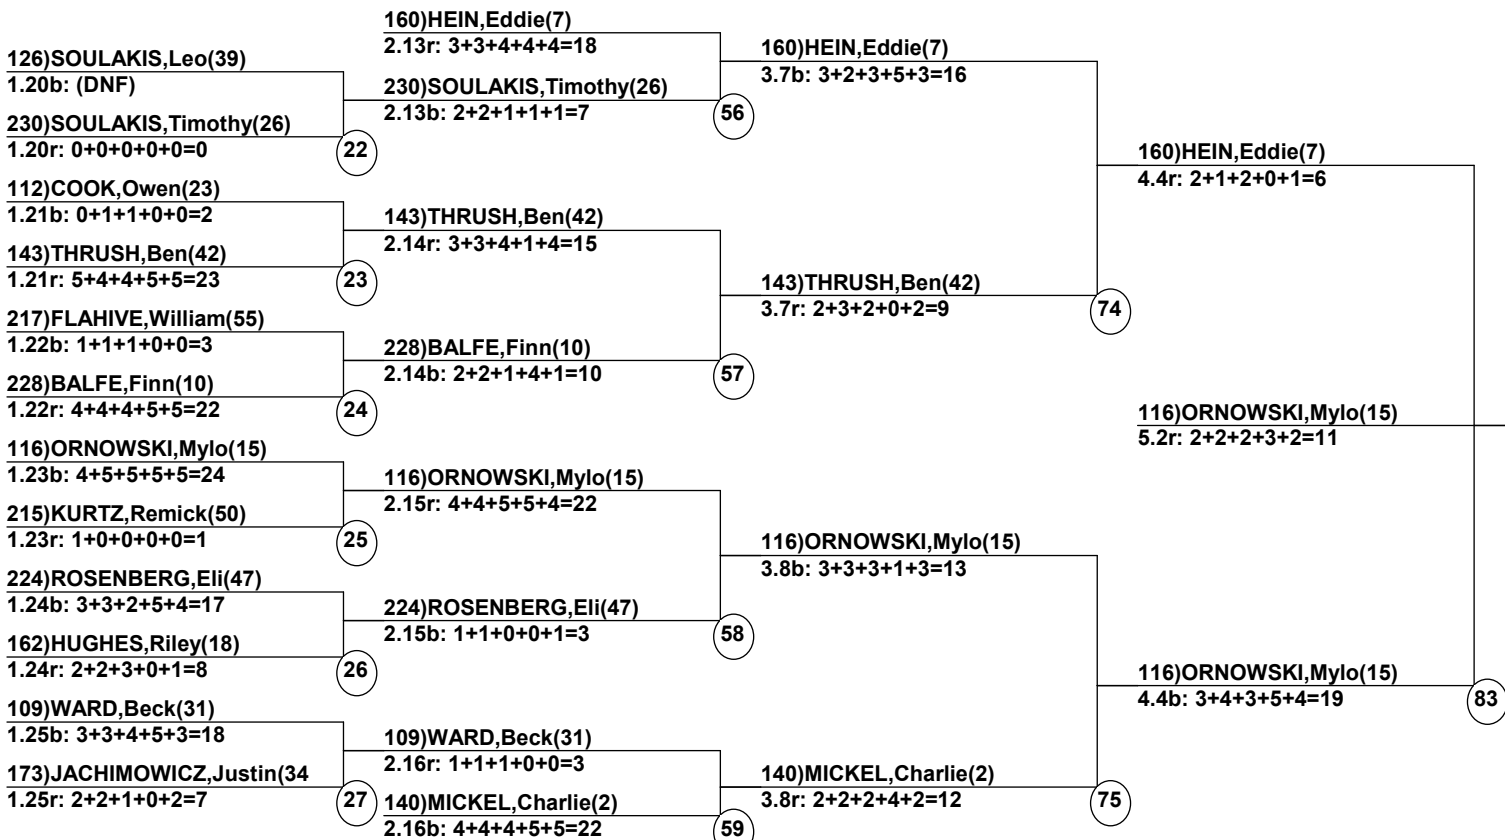 126)SOULAKIS,Leo(39)
1.20b: (DNF)
230)SOULAKIS,Timothy(26)
1.20r: 0+0+0+0+0=0
22
112)COOK,Owen(23)
1.21b: 0+1+1+0+0=2
143)THRUSH,Ben(42)
1.21r: 5+4+4+5+5=23
23
217)FLAHIVE,William(55)
1.22b: 1+1+1+0+0=3
228)BALFE,Finn(10)
1.22r: 4+4+4+5+5=22
24
116)ORNOWSKI,Mylo(15)
1.23b: 4+5+5+5+5=24
215)KURTZ,Remick(50)
1.23r: 1+0+0+0+0=1
25
224)ROSENBERG,Eli(47)
1.24b: 3+3+2+5+4=17
162)HUGHES,Riley(18)
1.24r: 2+2+3+0+1=8
26
109)WARD,Beck(31)
1.25b: 3+3+4+5+3=18
173)JACHIMOWICZ,Justin(34
1.25r: 2+2+1+0+2=7
27
160)HEIN,Eddie(7)
2.13r: 3+3+4+4+4=18
230)SOULAKIS,Timothy(26)
2.13b: 2+2+1+1+1=7
56
143)THRUSH,Ben(42)
2.14r: 3+3+4+1+4=15
228)BALFE,Finn(10)
2.14b: 2+2+1+4+1=10
57
116)ORNOWSKI,Mylo(15)
2.15r: 4+4+5+5+4=22
224)ROSENBERG,Eli(47)
2.15b: 1+1+0+0+1=3
58
109)WARD,Beck(31)
2.16r: 1+1+1+0+0=3
140)MICKEL,Charlie(2)
2.16b: 4+4+4+5+5=22
59
160)HEIN,Eddie(7)
3.7b: 3+2+3+5+3=16
143)THRUSH,Ben(42)
3.7r: 2+3+2+0+2=9
74
116)ORNOWSKI,Mylo(15)
3.8b: 3+3+3+1+3=13
140)MICKEL,Charlie(2)
3.8r: 2+2+2+4+2=12
75
160)HEIN,Eddie(7)
4.4r: 2+1+2+0+1=6
116)ORNOWSKI,Mylo(15)
5.2r: 2+2+2+3+2=11
116)ORNOWSKI,Mylo(15)
4.4b: 3+4+3+5+4=19
83